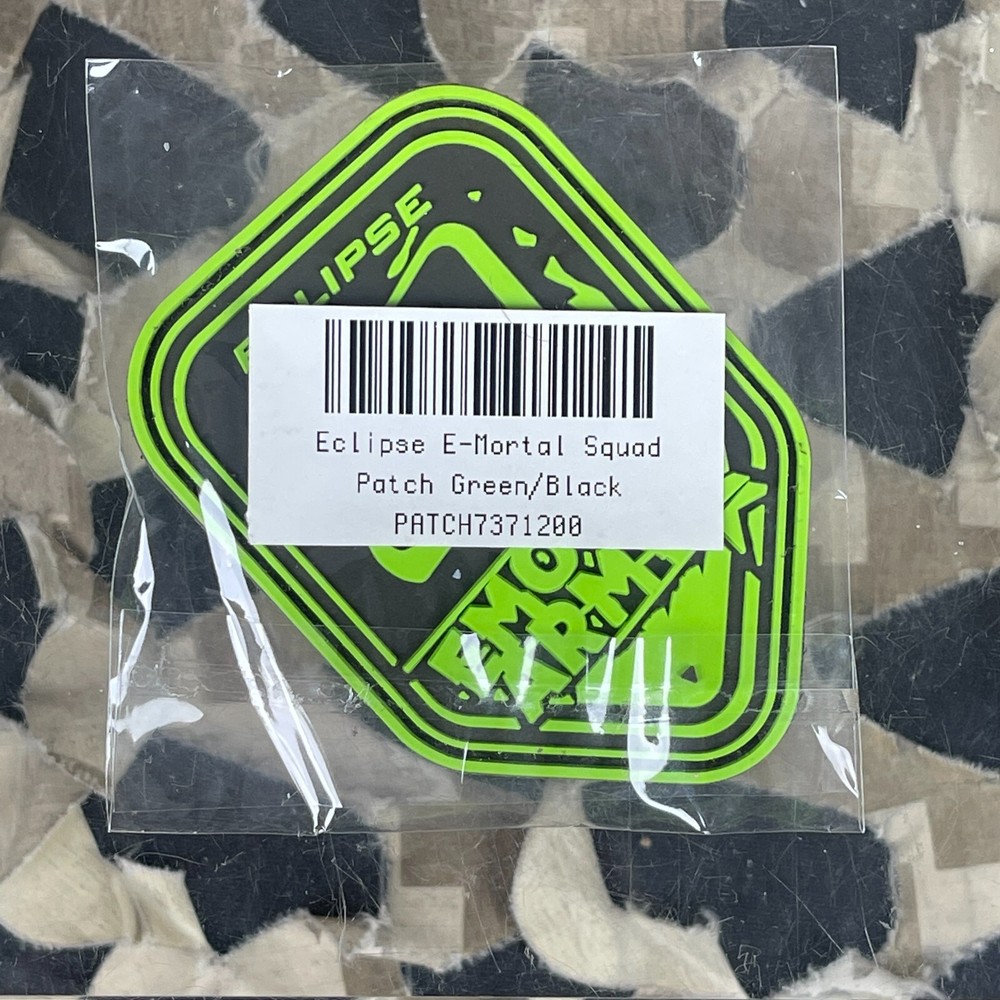 ECLIPSE
Eclipse E-Mortal Squad
Patch Green/Black
PATCH7371200